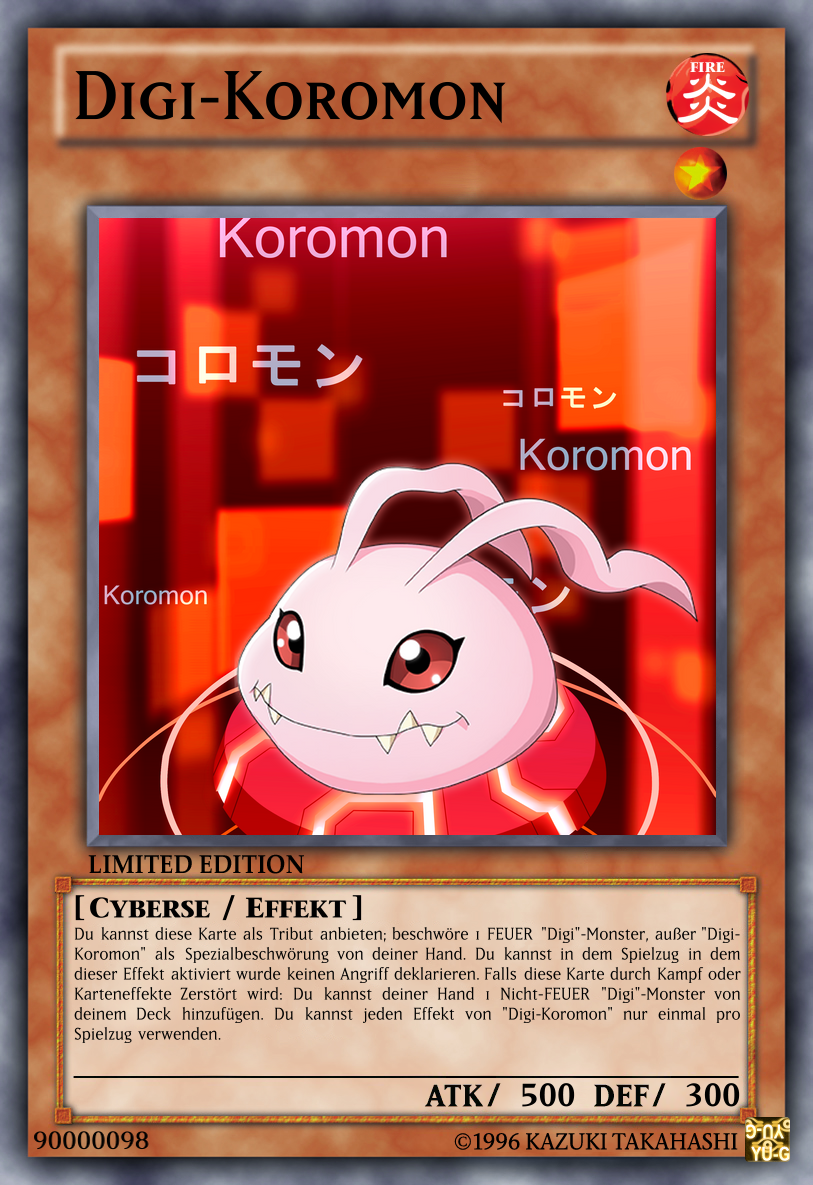 Digi-Koromon
FIRE
炎
Koromon
コロモン
コロモン
Koromon
Koromon
モン
LIMITED EDITION
[ Cyberse / Effekt ]
Du kannst diese Karte als Tribut anbieten; beschwöre 1 FEUER "Digi"-Monster, außer "Digi-
Koromon" als Spezialbeschwörung von deiner Hand. Du kannst in dem Spielzug in dem
dieser Effekt aktiviert wurde keinen Angriff deklarieren. Falls diese Karte durch Kampf oder
Karteneffekte Zerstört wird: Du kannst deiner Hand 1 Nicht-FEUER "Digi"-Monster von
deinem Deck hinzufügen. Du kannst jeden Effekt von "Digi-Koromon" nur einmal pro
Spielzug verwenden.
ATK/ 500 DEF/ 300
90000098
©1996 KAZUKI TAKAHASHI